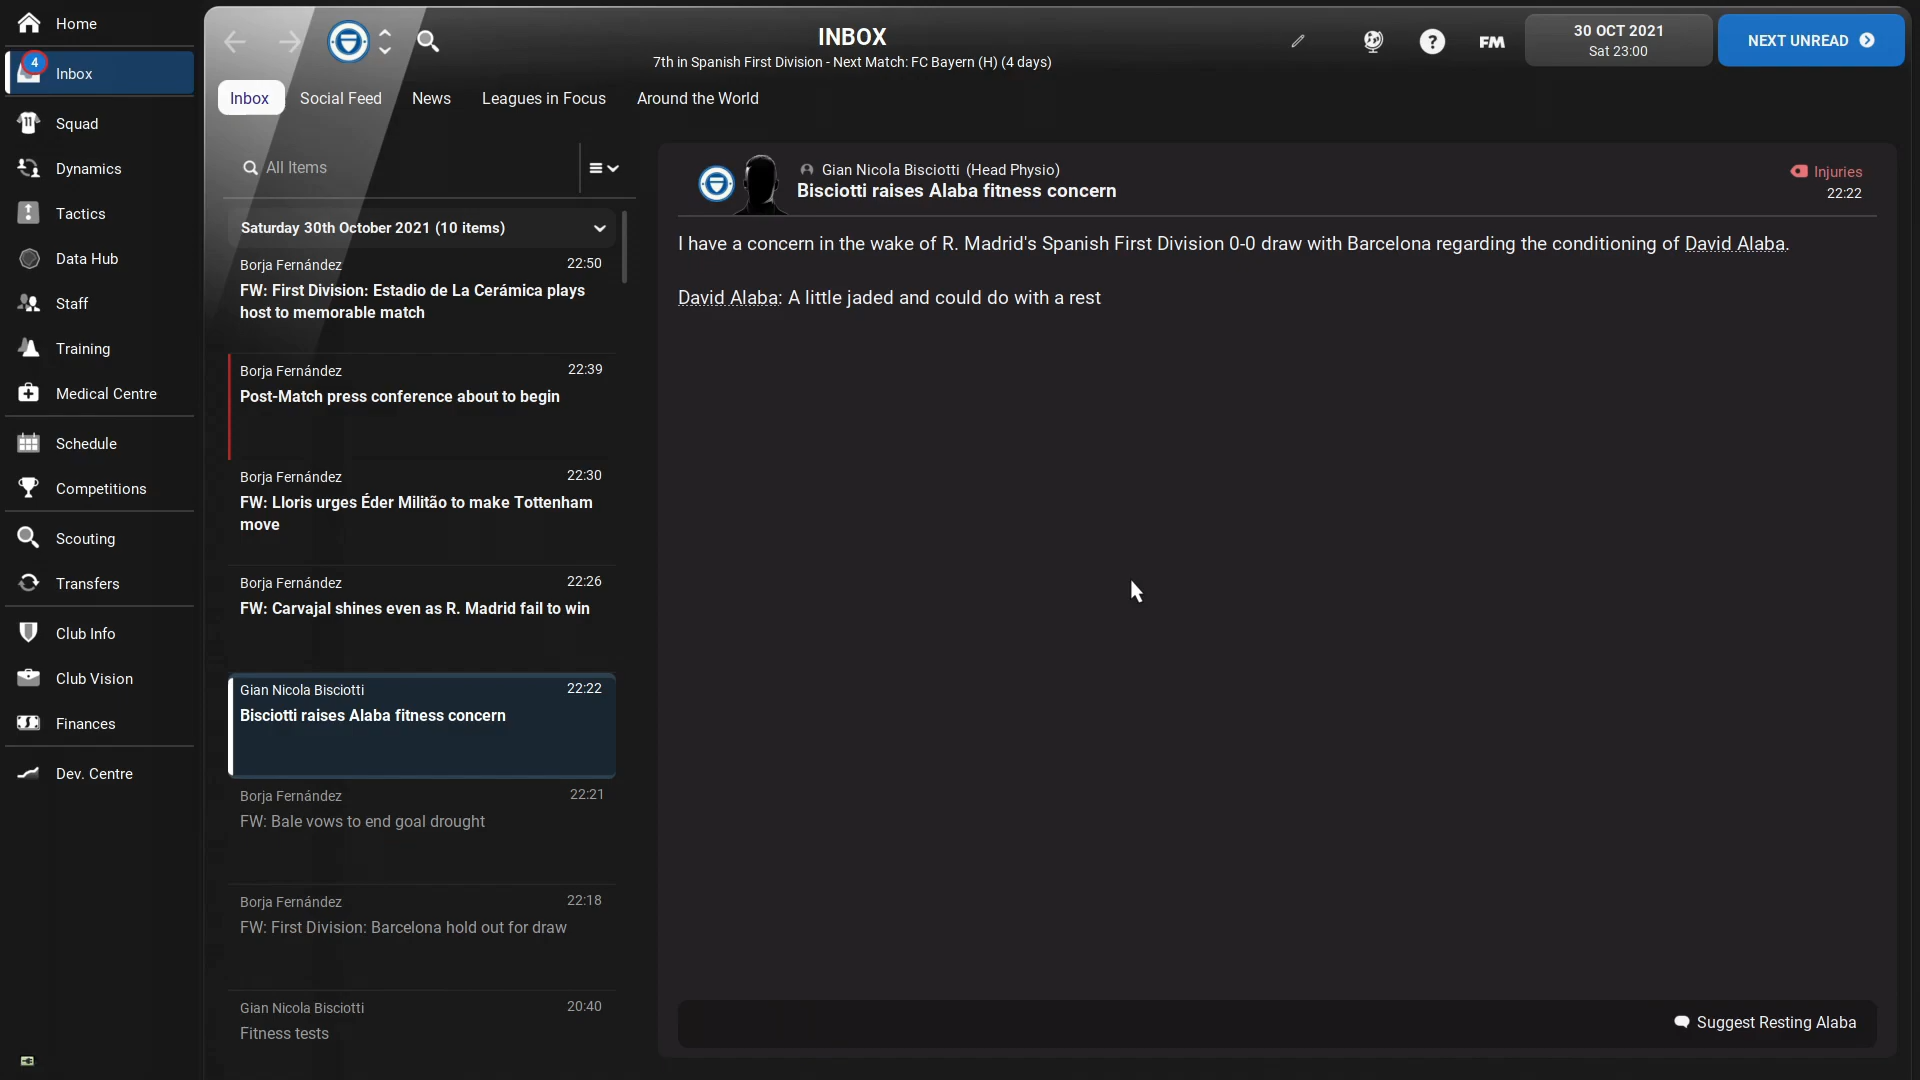 Home
4
Inbox
Squad
Dynamics
Tactics
Data Hub
Staff
Training
Medical Centre
Schedule
Competitions
Scouting
Transfers
Club Info
Club Vision
Finances
Dev. Centre
INBOX
7th in Spanish First Division - Next Match: FC Bayern (H) (4 days)
?
FM
30 OCT 2021
Sat 23:00
NEXT UNREAD
Inbox
Social Feed
News
Leagues in Focus
Around the World
All Items
Saturday 30th October 2021 (10 items)
Borja Fernández 22:50
FW: First Division: Estadio de La Cerámica plays
host to memorable match
Borja Fernández 22:39
Post-Match press conference about to begin
Borja Fernández 22:30
FW: Lloris urges Éder Militão to make Tottenham
move
Borja Fernández 22:26
FW: Carvajal shines even as R. Madrid fail to win
Gian Nicola Bisciotti 22:22
Bisciotti raises Alaba fitness concern
Borja Fernández 22:21
FW: Bale vows to end goal drought
Borja Fernández 22:18
FW: First Division: Barcelona hold out for draw
Gian Nicola Bisciotti 20:40
Fitness tests
Gian Nicola Bisciotti (Head Physio)
Bisciotti raises Alaba fitness concern
Injuries
22:22
I have a concern in the wake of R. Madrid's Spanish First Division 0-0 draw with Barcelona regarding the conditioning of David Alaba.
David Alaba: A little jaded and could do with a rest
Suggest Resting Alaba